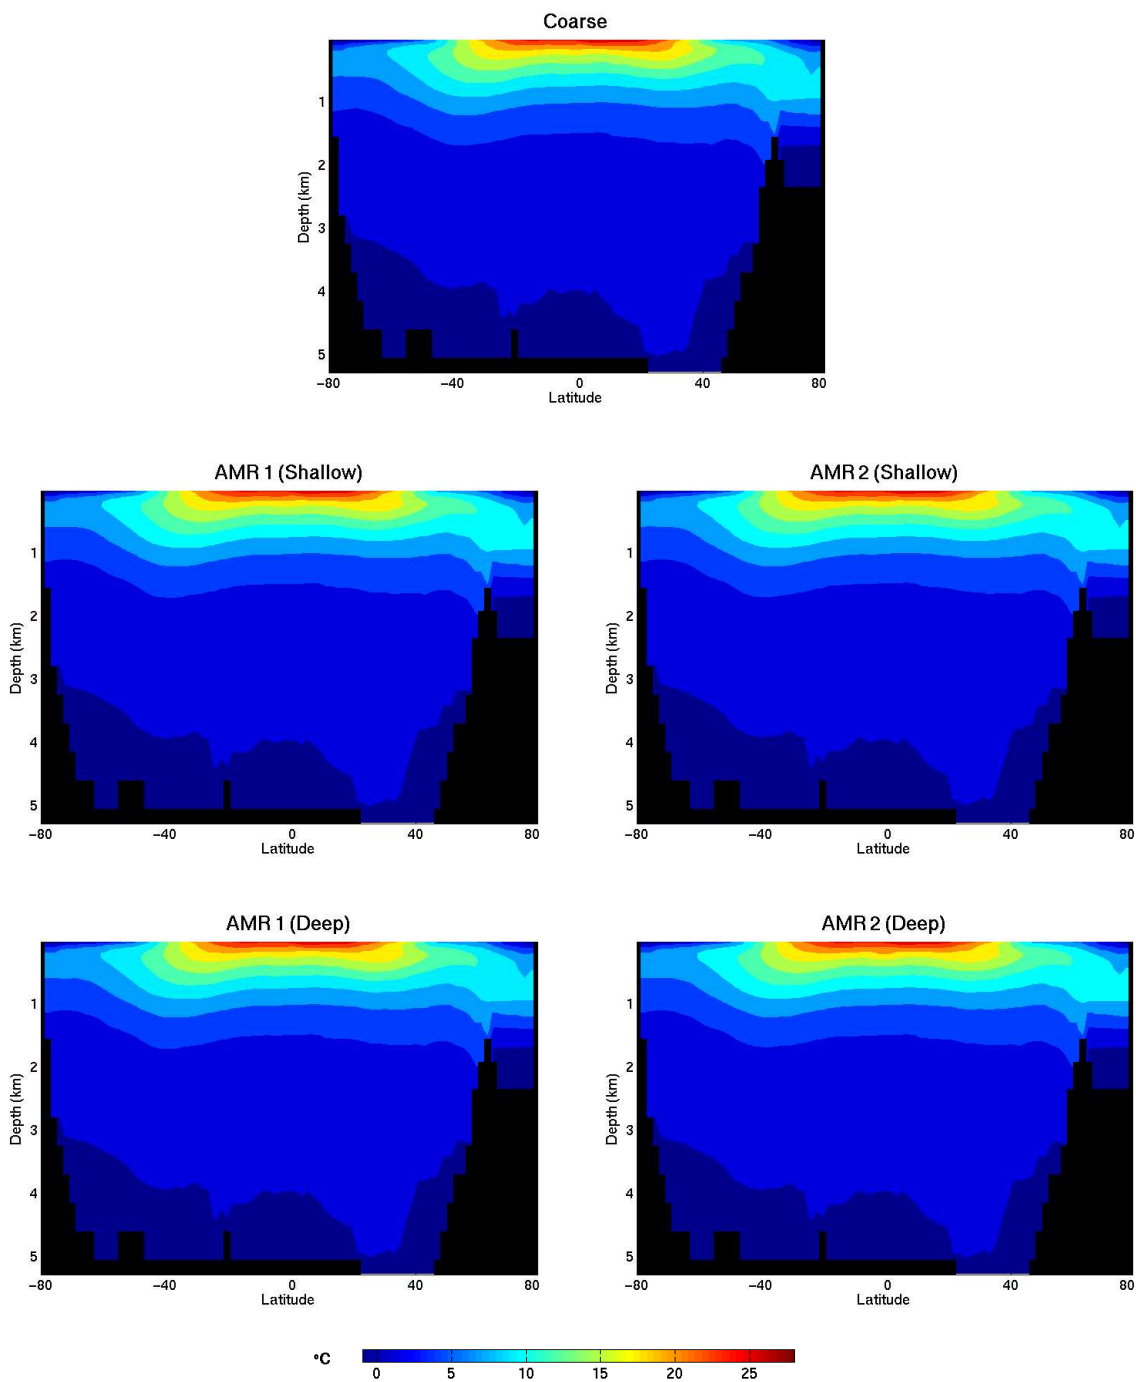 Coarse
Depth (km)
1
2
3
4
5
−80 −40 0 40 80
Latitude
AMR 1 (Shallow) AMR 2 (Shallow)
Depth (km) Depth (km)
1 1
2 2
3 3
4 4
5 5
−80 −40 0 40 80 −80 −40 0 40 80
Latitude Latitude
AMR 1 (Deep) AMR 2 (Deep)
Depth (km) Depth (km)
1 1
2 2
3 3
4 4
5 5
−80 −40 0 40 80 −80 −40 0 40 80
Latitude Latitude
°C
0 5 10 15 20 25